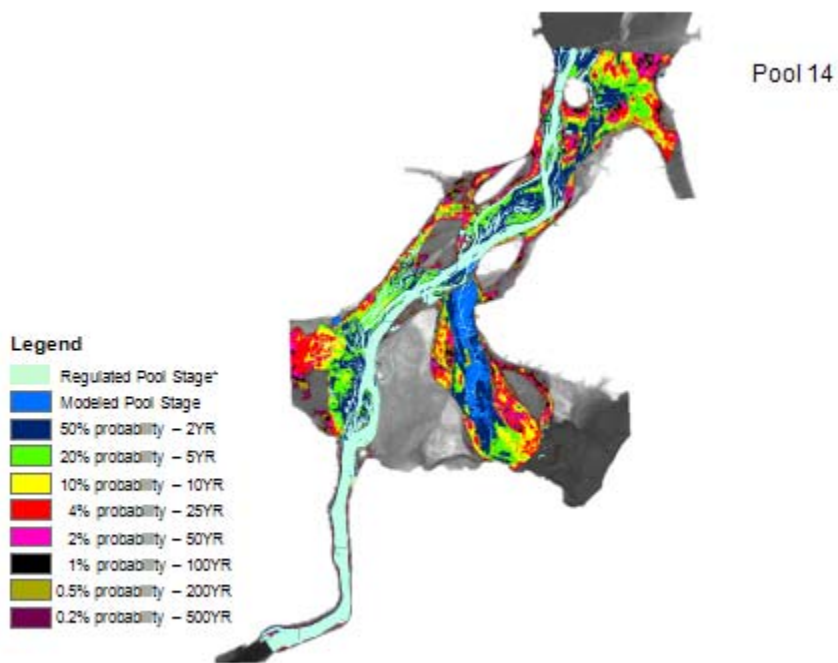 Pool 14
Legend
Regulated Pool Stage*
Modeled Pool Stage
50% probability – 2YR
20% probability – 5YR
10% probability – 10YR
4% probability – 25YR
2% probability – 50YR
1% probability – 100YR
0.5% probability – 200YR
0.2% probability – 500YR